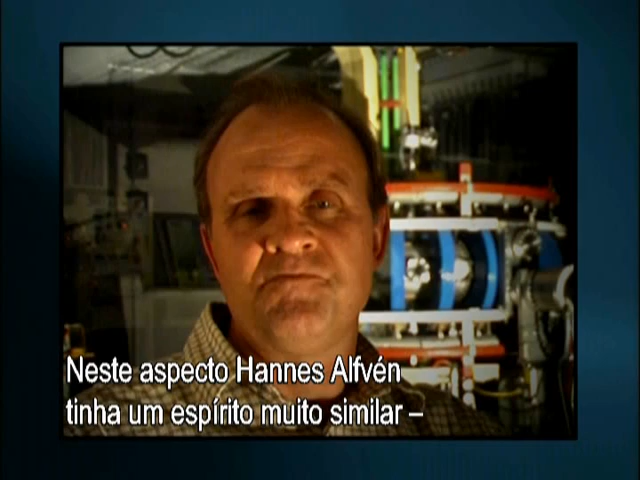 Neste aspecto Hannes Alfvén
tinha um espírito muito similar –